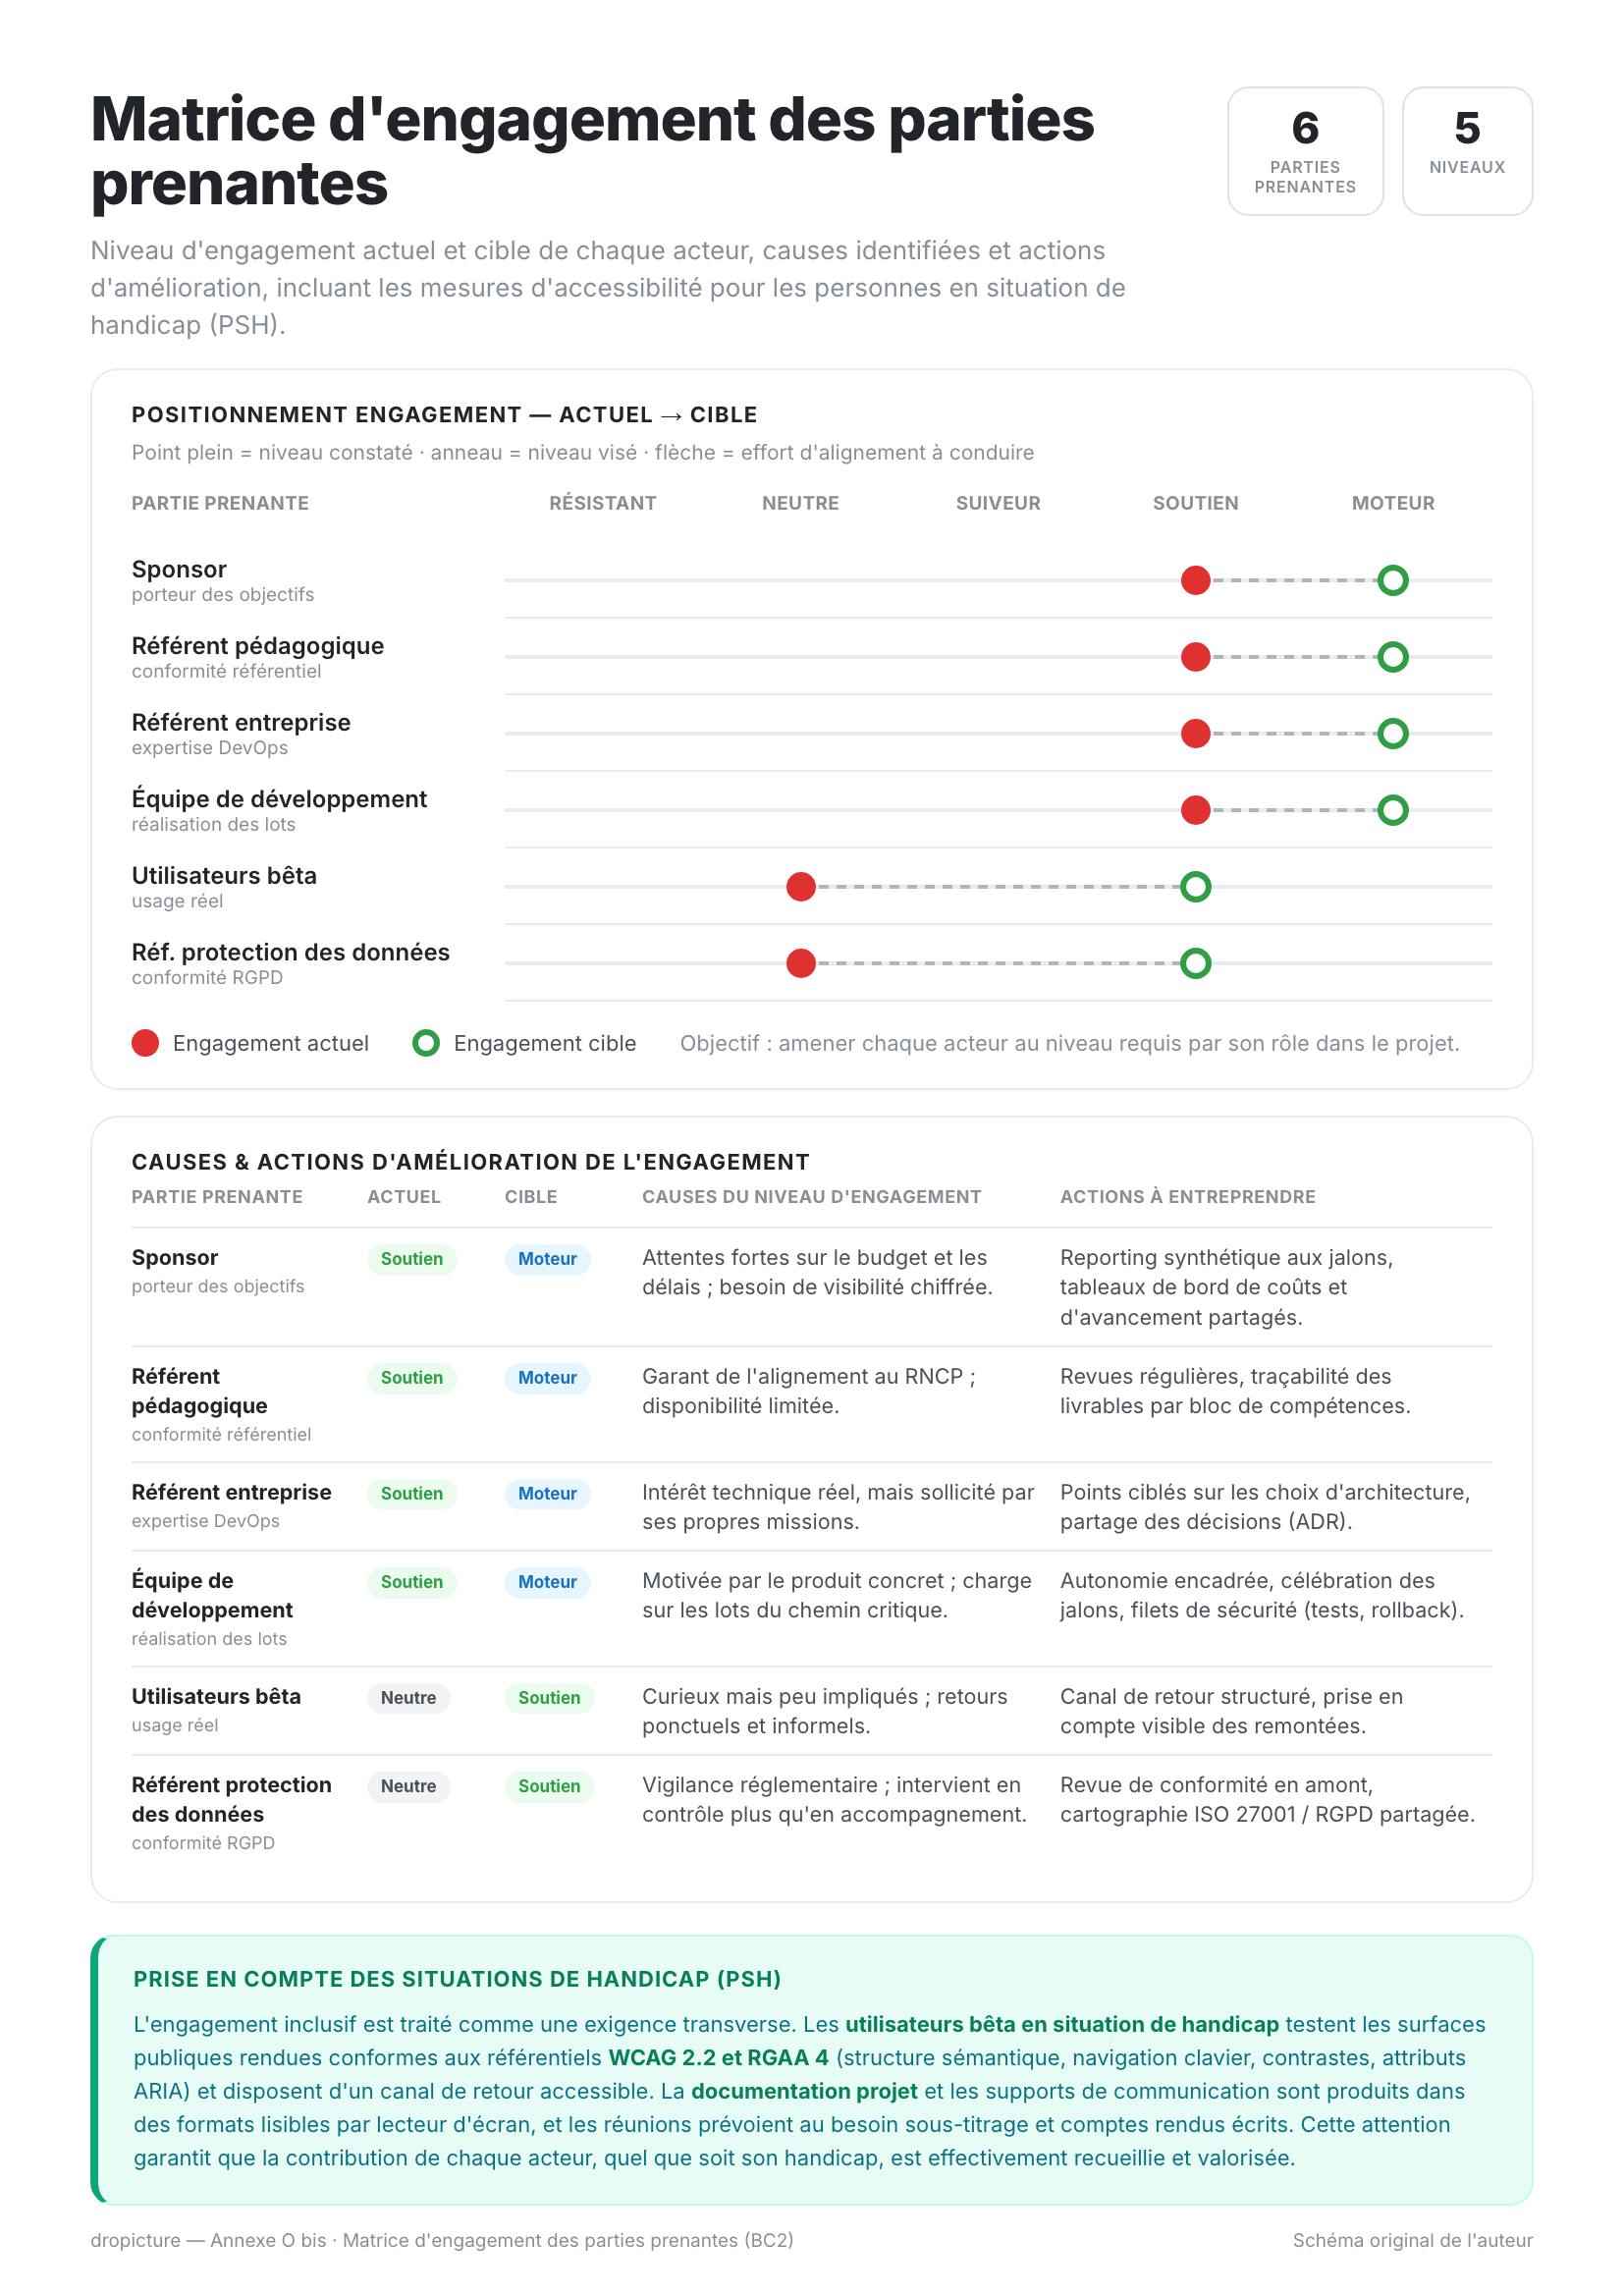 Matrice d'engagement des parties
prenantes
6
PARTIES
PRENANTES
5
NIVEAUX
Niveau d'engagement actuel et cible de chaque acteur, causes identifiées et actions
d'amélioration, incluant les mesures d'accessibilité pour les personnes en situation de
handicap (PSH).
POSITIONNEMENT ENGAGEMENT — ACTUEL → CIBLE
Point plein = niveau constaté · anneau = niveau visé · flèche = effort d'alignement à conduire
PARTIE PRENANTE RÉSISTANT NEUTRE SUIVEUR SOUTIEN MOTEUR
Sponsor
porteur des objectifs
Référent pédagogique
conformité référentiel
Référent entreprise
expertise DevOps
Équipe de développement
réalisation des lots
Utilisateurs bêta
usage réel
Réf. protection des données
conformité RGPD
Engagement actuel Engagement cible Objectif : amener chaque acteur au niveau requis par son rôle dans le projet.
CAUSES & ACTIONS D'AMÉLIORATION DE L'ENGAGEMENT
PARTIE PRENANTE ACTUEL CIBLE CAUSES DU NIVEAU D'ENGAGEMENT ACTIONS À ENTREPRENDRE
Sponsor Soutien Moteur Attentes fortes sur le budget et les Reporting synthétique aux jalons,
porteur des objectifs délais ; besoin de visibilité chiffrée. tableaux de bord de coûts et
d'avancement partagés.
Référent Soutien Moteur Garant de l'alignement au RNCP ; Revues régulières, traçabilité des
pédagogique disponibilité limitée. livrables par bloc de compétences.
conformité référentiel
Référent entreprise Soutien Moteur Intérêt technique réel, mais sollicité par Points ciblés sur les choix d'architecture,
expertise DevOps ses propres missions. partage des décisions (ADR).
Équipe de Soutien Moteur Motivée par le produit concret ; charge Autonomie encadrée, célébration des
développement sur les lots du chemin critique. jalons, filets de sécurité (tests, rollback).
réalisation des lots
Utilisateurs bêta Neutre Soutien Curieux mais peu impliqués ; retours Canal de retour structuré, prise en
usage réel ponctuels et informels. compte visible des remontées.
Référent protection Neutre Soutien Vigilance réglementaire ; intervient en Revue de conformité en amont,
des données contrôle plus qu'en accompagnement. cartographie ISO 27001 / RGPD partagée.
conformité RGPD
PRISE EN COMPTE DES SITUATIONS DE HANDICAP (PSH)
L'engagement inclusif est traité comme une exigence transverse. Les utilisateurs bêta en situation de handicap testent les surfaces
publiques rendues conformes aux référentiels WCAG 2.2 et RGAA 4 (structure sémantique, navigation clavier, contrastes, attributs
ARIA) et disposent d'un canal de retour accessible. La documentation projet et les supports de communication sont produits dans
des formats lisibles par lecteur d'écran, et les réunions prévoient au besoin sous-titrage et comptes rendus écrits. Cette attention
garantit que la contribution de chaque acteur, quel que soit son handicap, est effectivement recueillie et valorisée.
dropicture — Annexe O bis · Matrice d'engagement des parties prenantes (BC2) Schéma original de l'auteur